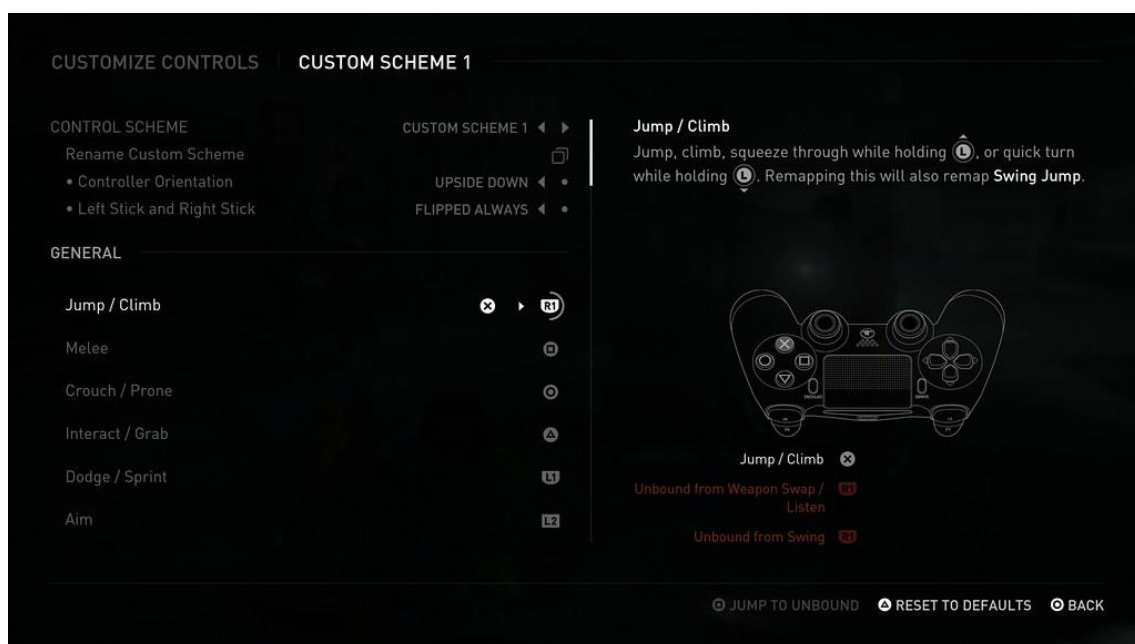 CUSTOMIZE CONTROLS CUSTOM SCHEME 1
CONTROL SCHEME CUSTOM SCHEME 1
Rename Custom Scheme
• Controller Orientation UPSIDE DOWN
• Left Stick and Right Stick FLIPPED ALWAYS
GENERAL
Jump / Climb R1
Melee
Crouch / Prone
Interact / Grab
Dodge / Sprint L1
Aim L2
Jump / Climb
Jump, climb, squeeze through while holding L, or quick turn
while holding L. Remapping this will also remap Swing Jump.
OPTIONS SHARE
Jump / Climb
Unbound from Weapon Swap / R1
Listen
Unbound from Swing R1
JUMP TO UNBOUND RESET TO DEFAULTS BACK